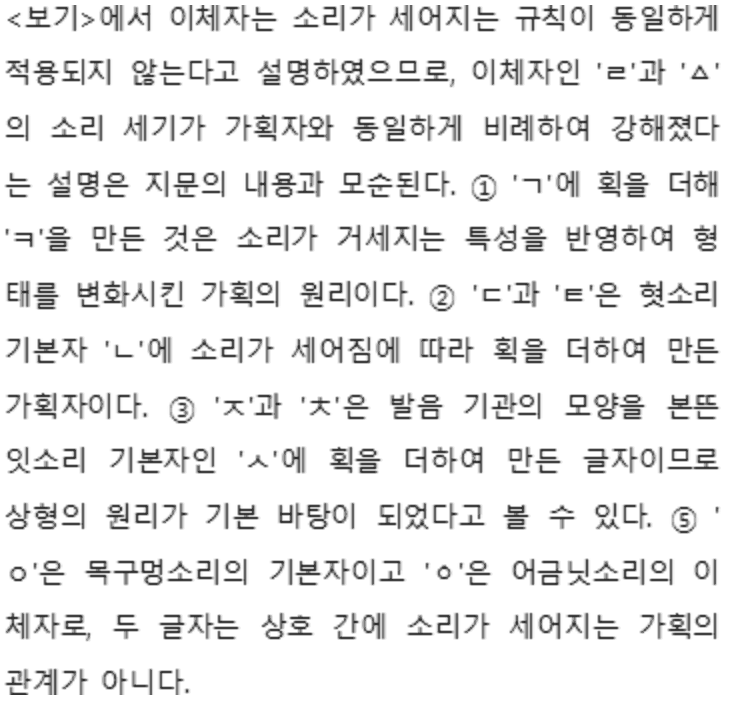 <보기>에서 이체자는 소리가 세어지는 규칙이 동일하게
적용되지 않는다고 설명하였으므로, 이체자인 'ㄹ'과 'ㅿ'
의 소리 세기가 가획자와 동일하게 비례하여 강해졌다
는 설명은 지문의 내용과 모순된다. ① 'ㄱ'에 획을 더해
'ㅋ'을 만든 것은 소리가 거세지는 특성을 반영하여 형
태를 변화시킨 가획의 원리이다. ② 'ㄷ'과 'ㅌ'은 혓소리
기본자 'ㄴ'에 소리가 세어짐에 따라 획을 더하여 만든
가획자이다. ③ 'ㅈ'과 'ㅊ'은 발음 기관의 모양을 본뜬
잇소리 기본자인 'ㅅ'에 획을 더하여 만든 글자이므로
상형의 원리가 기본 바탕이 되었다고 볼 수 있다. ⑤ '
ㅇ'은 목구멍소리의 기본자이고 'ㆁ'은 어금닛소리의 이
체자로, 두 글자는 상호 간에 소리가 세어지는 가획의
관계가 아니다.